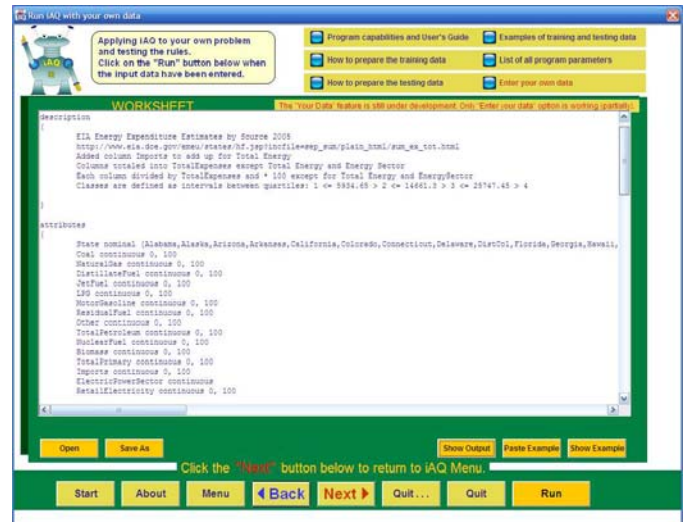 Run iAQ with your own data
iAQ
Applying iAQ to your own problem
and testing the rules.
Click on the "Run" button below when
the input data have been entered.
Program capabilities and User's Guide
Examples of training and testing data
How to prepare the training data
List of all program parameters
How to prepare the testing data
Enter your own data
WORKSHEET
The 'Your Data' feature is still under development. Only 'Enter your data' option is working (partially).
description
{
EIA Energy Expenditure Estimates by Source 2005
http://www.eia.doe.gov/emeu/states/hf.jsp?incfile=sep_sum/plain_html/sum_ex_tot.html
Added column Imports to add up for Total Energy
Columns totaled into TotalExpenses except Total Energy and Energy Sector
Each column divided by TotalExpenses and * 100 except for Total Energy and EnergySector
Classes are defined as intervals between quartiles: 1 <= 5934.65 > 2 <= 14661.3 > 3 <= 25747.45 > 4
}
attributes
{
State nominal {Alabama,Alaska,Arizona,Arkansas,California,Colorado,Connecticut,Delaware,DistCol,Florida,Georgia,Hawaii,
Coal continuous 0, 100
NaturalGas continuous 0, 100
DistillateFuel continuous 0, 100
JetFuel continuous 0, 100
LPG continuous 0, 100
MotorGasoline continuous 0, 100
ResidualFuel continuous 0, 100
Other continuous 0, 100
TotalPetroleum continuous 0, 100
NuclearFuel continuous 0, 100
Biomass continuous 0, 100
TotalPrimary continuous 0, 100
Imports continuous 0, 100
ElectricPowerSector continuous
RetailElectricity continuous 0, 100
Open
Save As
Show Output
Paste Example
Show Example
Click the "Next" button below to return to iAQ Menu.
Start
About
Menu
Back
Next
Quit...
Quit
Run